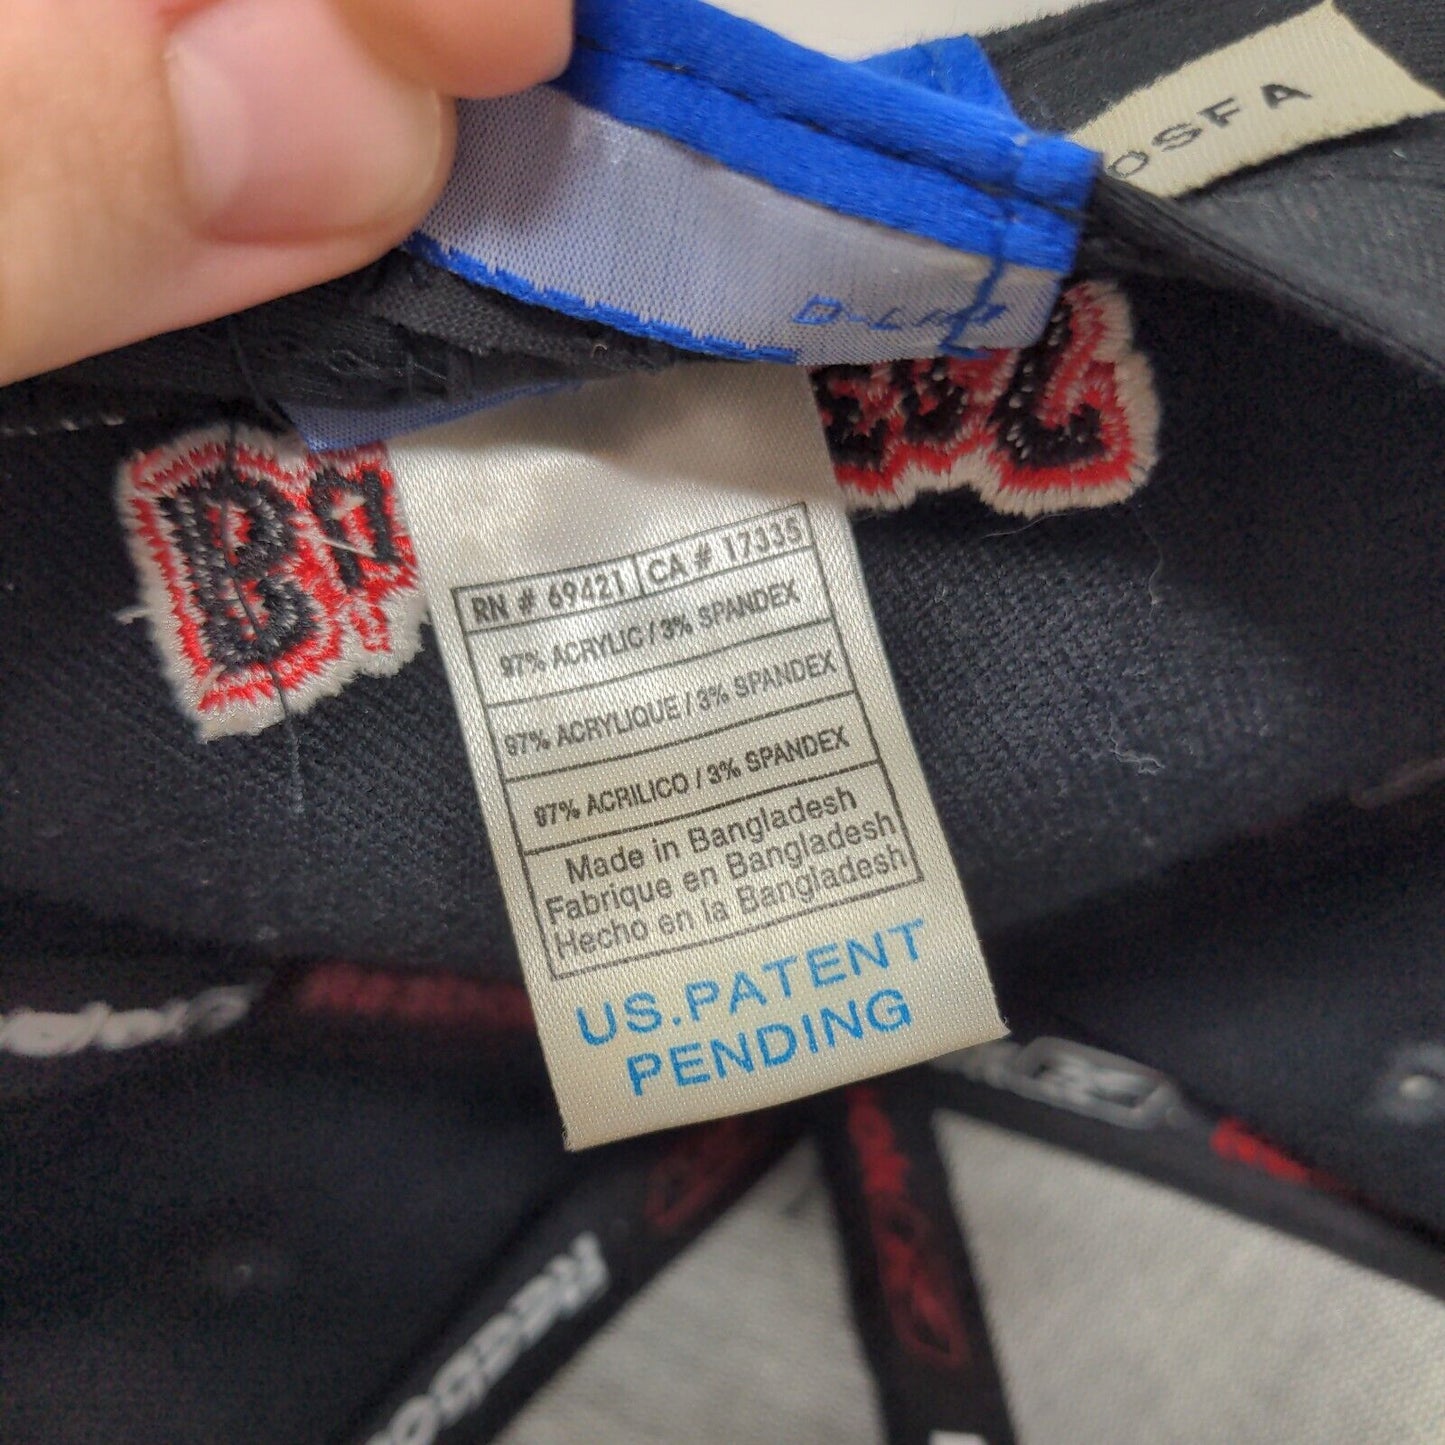 OSFA
RN # 69421 CA # 17335
97% ACRYLIC / 3% SPANDEX
97% ACRYLIQUE / 3% SPANDEX
97% ACRILICO / 3% SPANDEX
Made in Bangladesh
Fabrique en Bangladesh
Hecho en la Bangladesh
US.PATENT
PENDING
Reebok